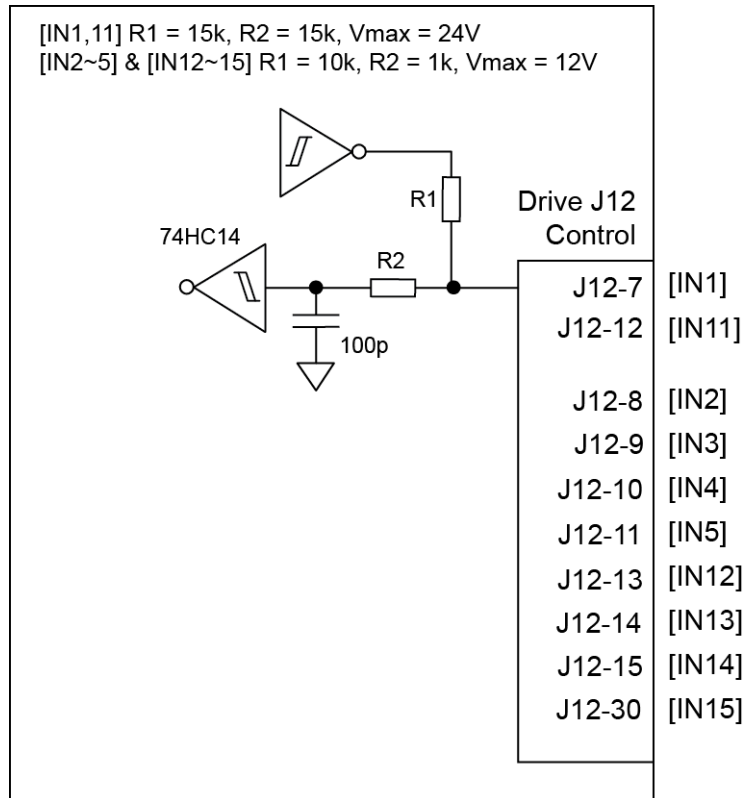 [IN1,11] R1 = 15k, R2 = 15k, Vmax = 24V
[IN2~5] & [IN12~15] R1 = 10k, R2 = 1k, Vmax = 12V
R1
Drive J12
Control
74HC14
R2
100p
J12-7 [IN1]
J12-12 [IN11]
J12-8 [IN2]
J12-9 [IN3]
J12-10 [IN4]
J12-11 [IN5]
J12-13 [IN12]
J12-14 [IN13]
J12-15 [IN14]
J12-30 [IN15]